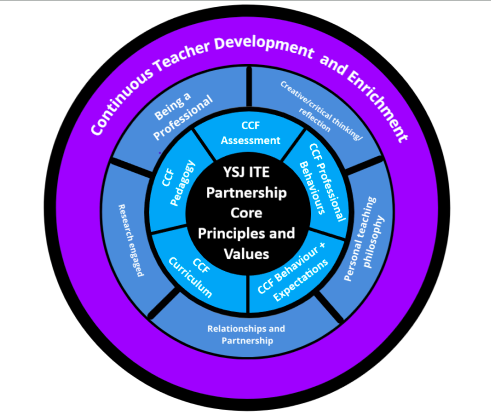 Continuous Teacher Development and Enrichment
Being a
Professional
Creative/critical thinking/
reflection
Personal teaching
philosophy
Relationships and
Partnership
Research engaged
CCF
Assessment
CCF Professional
Behaviours
CCF Behaviour +
Expectations
CCF
Curriculum
CCF
Pedagogy
YSJ ITE
Partnership
Core
Principles and
Values